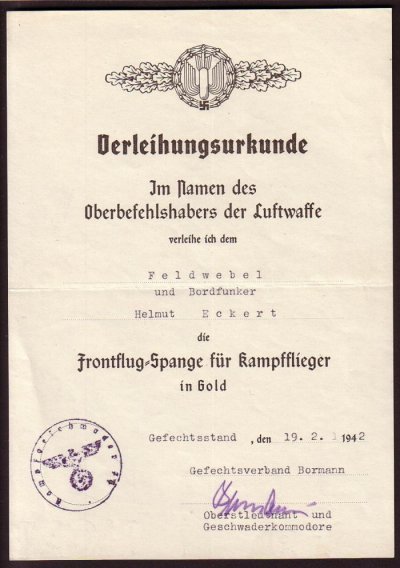 Verleihungsurkunde
Im Namen des
Oberbefehlshabers der Luftwaffe
verleihe ich dem
Feldwebel
und Bordfunker
Helmut Eckert
die
Frontflug-Spange für Kampfflieger
in Gold
Gefechtsstand , den 19. 2. 1942
Gefechtsverband Bormann
Oberstleutnant und
Geschwaderkommodore
Kampfgeschwader